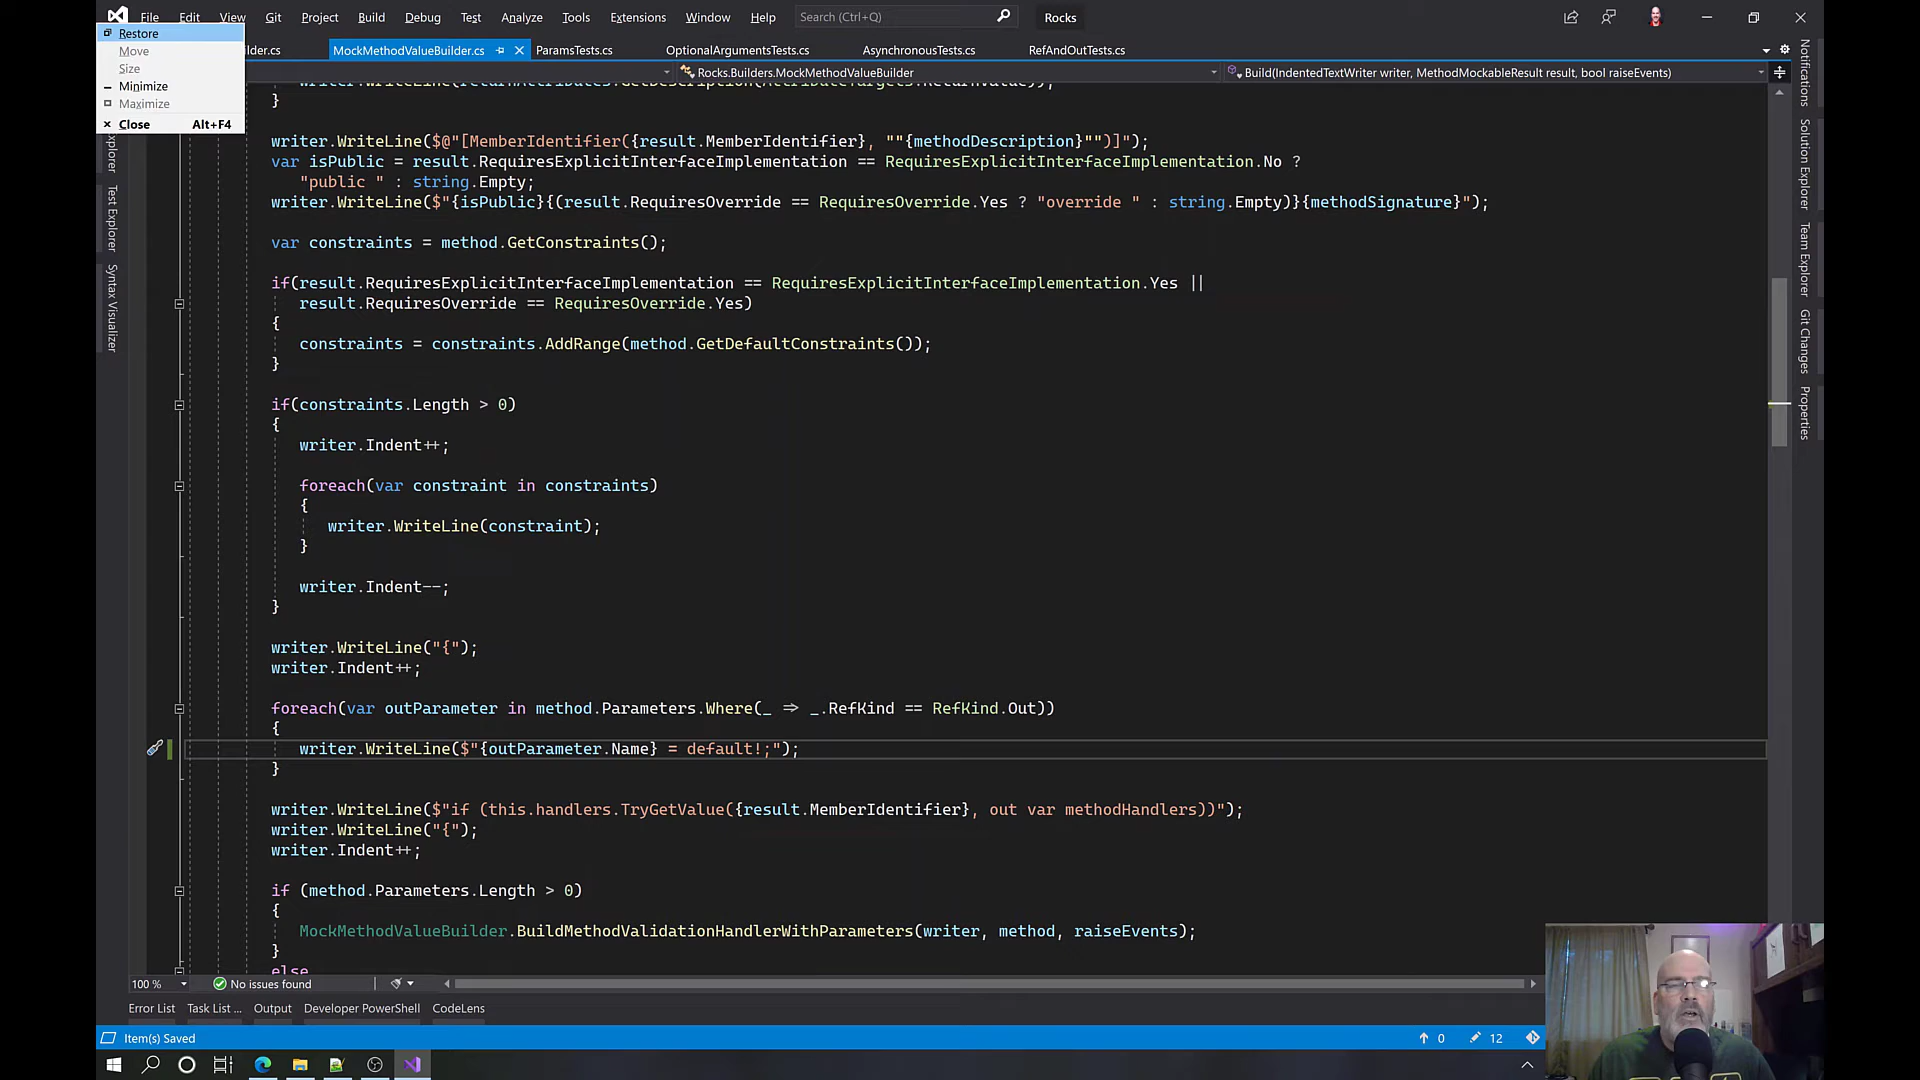 File Edit View Git Project Build Debug Test Analyze Tools Extensions Window Help Search (Ctrl+Q) Rocks
Restore
Move
Size
Minimize
Maximize
Close Alt+F4
MockMethodValueBuilder.cs ParamsTests.cs OptionalArgumentsTests.cs AsynchronousTests.cs RefAndOutTests.cs
Rocks.Builders.MockMethodValueBuilder Build(IndentedTextWriter writer, MethodMockableResult result, bool raiseEvents)
}
writer.WriteLine($@"[MemberIdentifier({result.MemberIdentifier}, ""{methodDescription}"")]");
var isPublic = result.RequiresExplicitInterfaceImplementation == RequiresExplicitInterfaceImplementation.No ?
"public " : string.Empty;
writer.WriteLine($"{isPublic}{(result.RequiresOverride == RequiresOverride.Yes ? "override " : string.Empty)}{methodSignature}");
var constraints = method.GetConstraints();
if(result.RequiresExplicitInterfaceImplementation == RequiresExplicitInterfaceImplementation.Yes ||
result.RequiresOverride == RequiresOverride.Yes)
{
constraints = constraints.AddRange(method.GetDefaultConstraints());
}
if(constraints.Length > 0)
{
writer.Indent++;
foreach(var constraint in constraints)
{
writer.WriteLine(constraint);
}
writer.Indent--;
}
writer.WriteLine("{");
writer.Indent++;
foreach(var outParameter in method.Parameters.Where(_ => _.RefKind == RefKind.Out))
{
writer.WriteLine($"{outParameter.Name} = default!;");
}
writer.WriteLine($"if (this.handlers.TryGetValue({result.MemberIdentifier}, out var methodHandlers))");
writer.WriteLine("{");
writer.Indent++;
if (method.Parameters.Length > 0)
{
MockMethodValueBuilder.BuildMethodValidationHandlerWithParameters(writer, method, raiseEvents);
}
else
Test Explorer
Syntax Visualizer
Notifications
Solution Explorer
Team Explorer
Git Changes
Properties
100 % No issues found
Error List Task List ... Output Developer PowerShell CodeLens
Item(s) Saved 0 12